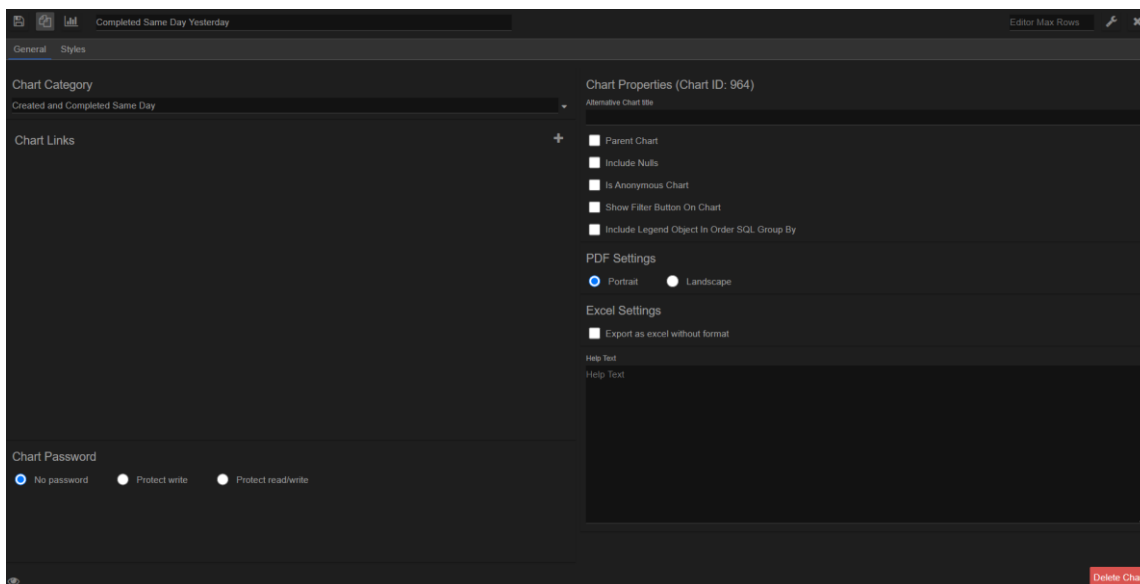 Completed Same Day Yesterday
Editor Max Rows
General
Styles
Chart Category
Created and Completed Same Day
Chart Links
Chart Password
No password
Protect write
Protect read/write
Chart Properties (Chart ID: 964)
Alternative Chart title
Parent Chart
Include Nulls
Is Anonymous Chart
Show Filter Button On Chart
Include Legend Object In Order SQL Group By
PDF Settings
Portrait
Landscape
Excel Settings
Export as excel without format
Help Text
Help Text
Delete Cha